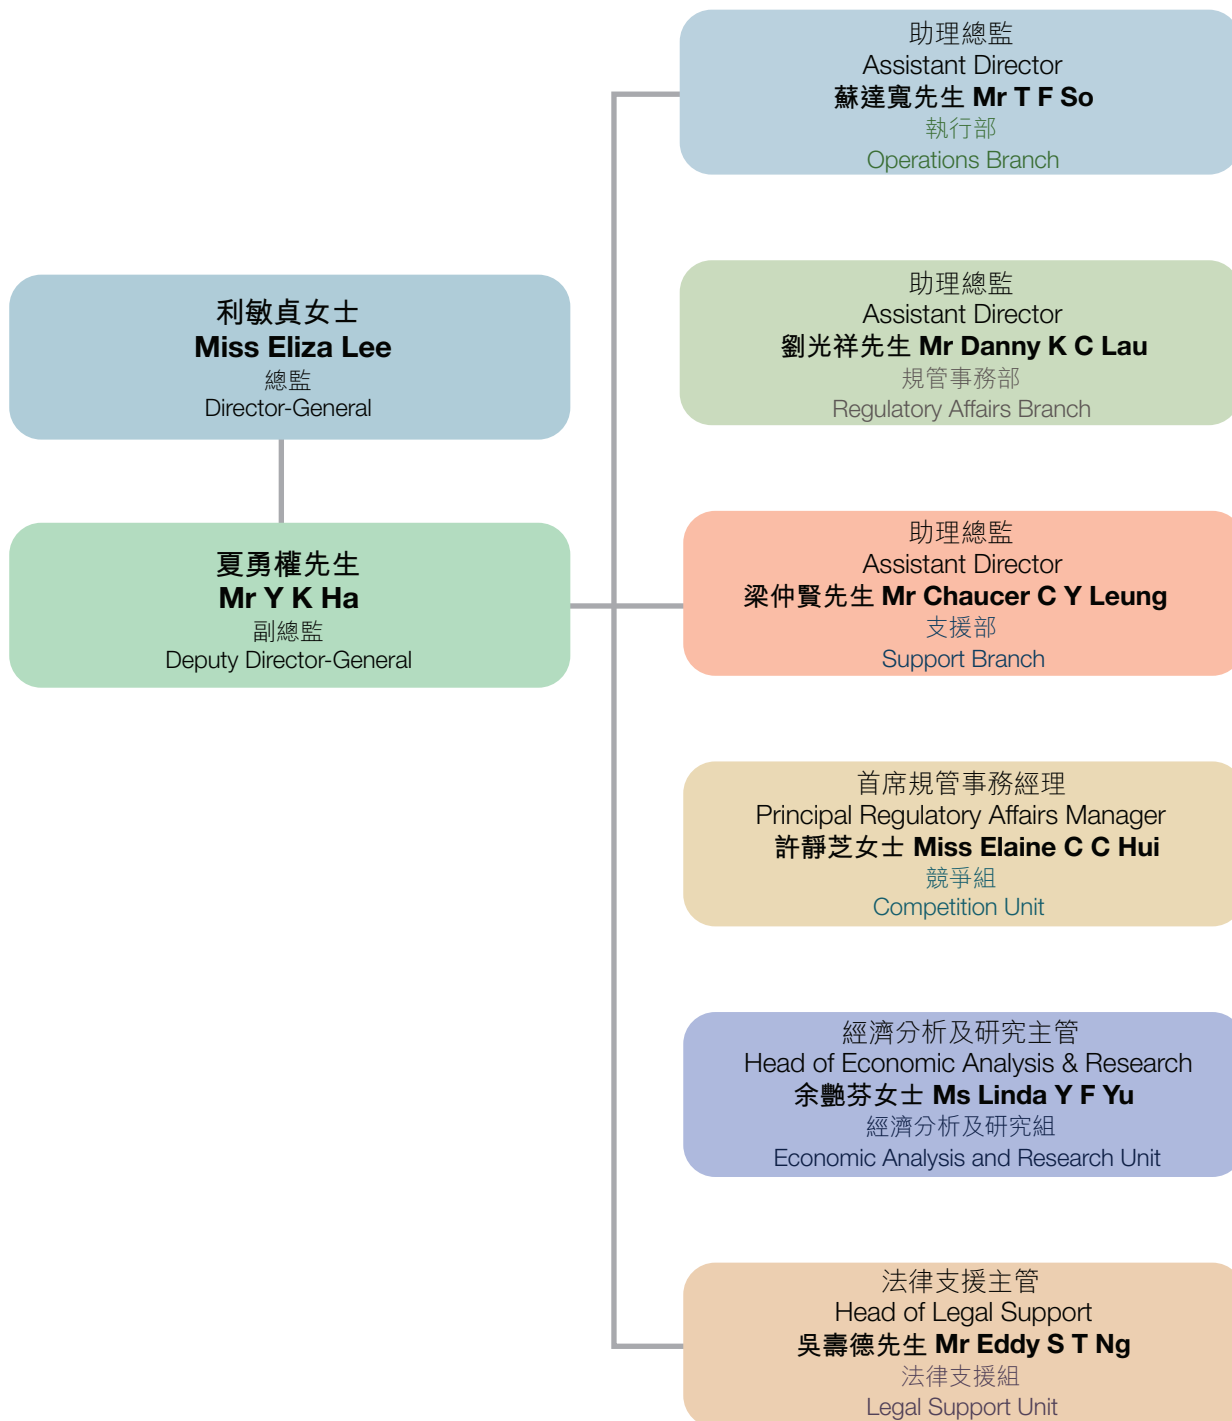 利敏貞女士
Miss Eliza Lee
總監
Director-General
夏勇權先生
Mr Y K Ha
副總監
Deputy Director-General
助理總監
Assistant Director
蘇達寬先生 Mr T F So
執行部
Operations Branch
助理總監
Assistant Director
劉光祥先生 Mr Danny K C Lau
規管事務部
Regulatory Affairs Branch
助理總監
Assistant Director
梁仲賢先生 Mr Chaucer C Y Leung
支援部
Support Branch
首席規管事務經理
Principal Regulatory Affairs Manager
許靜芝女士 Miss Elaine C C Hui
競爭組
Competition Unit
經濟分析及研究主管
Head of Economic Analysis & Research
余艷芬女士 Ms Linda Y F Yu
經濟分析及研究組
Economic Analysis and Research Unit
法律支援主管
Head of Legal Support
吳壽德先生 Mr Eddy S T Ng
法律支援組
Legal Support Unit